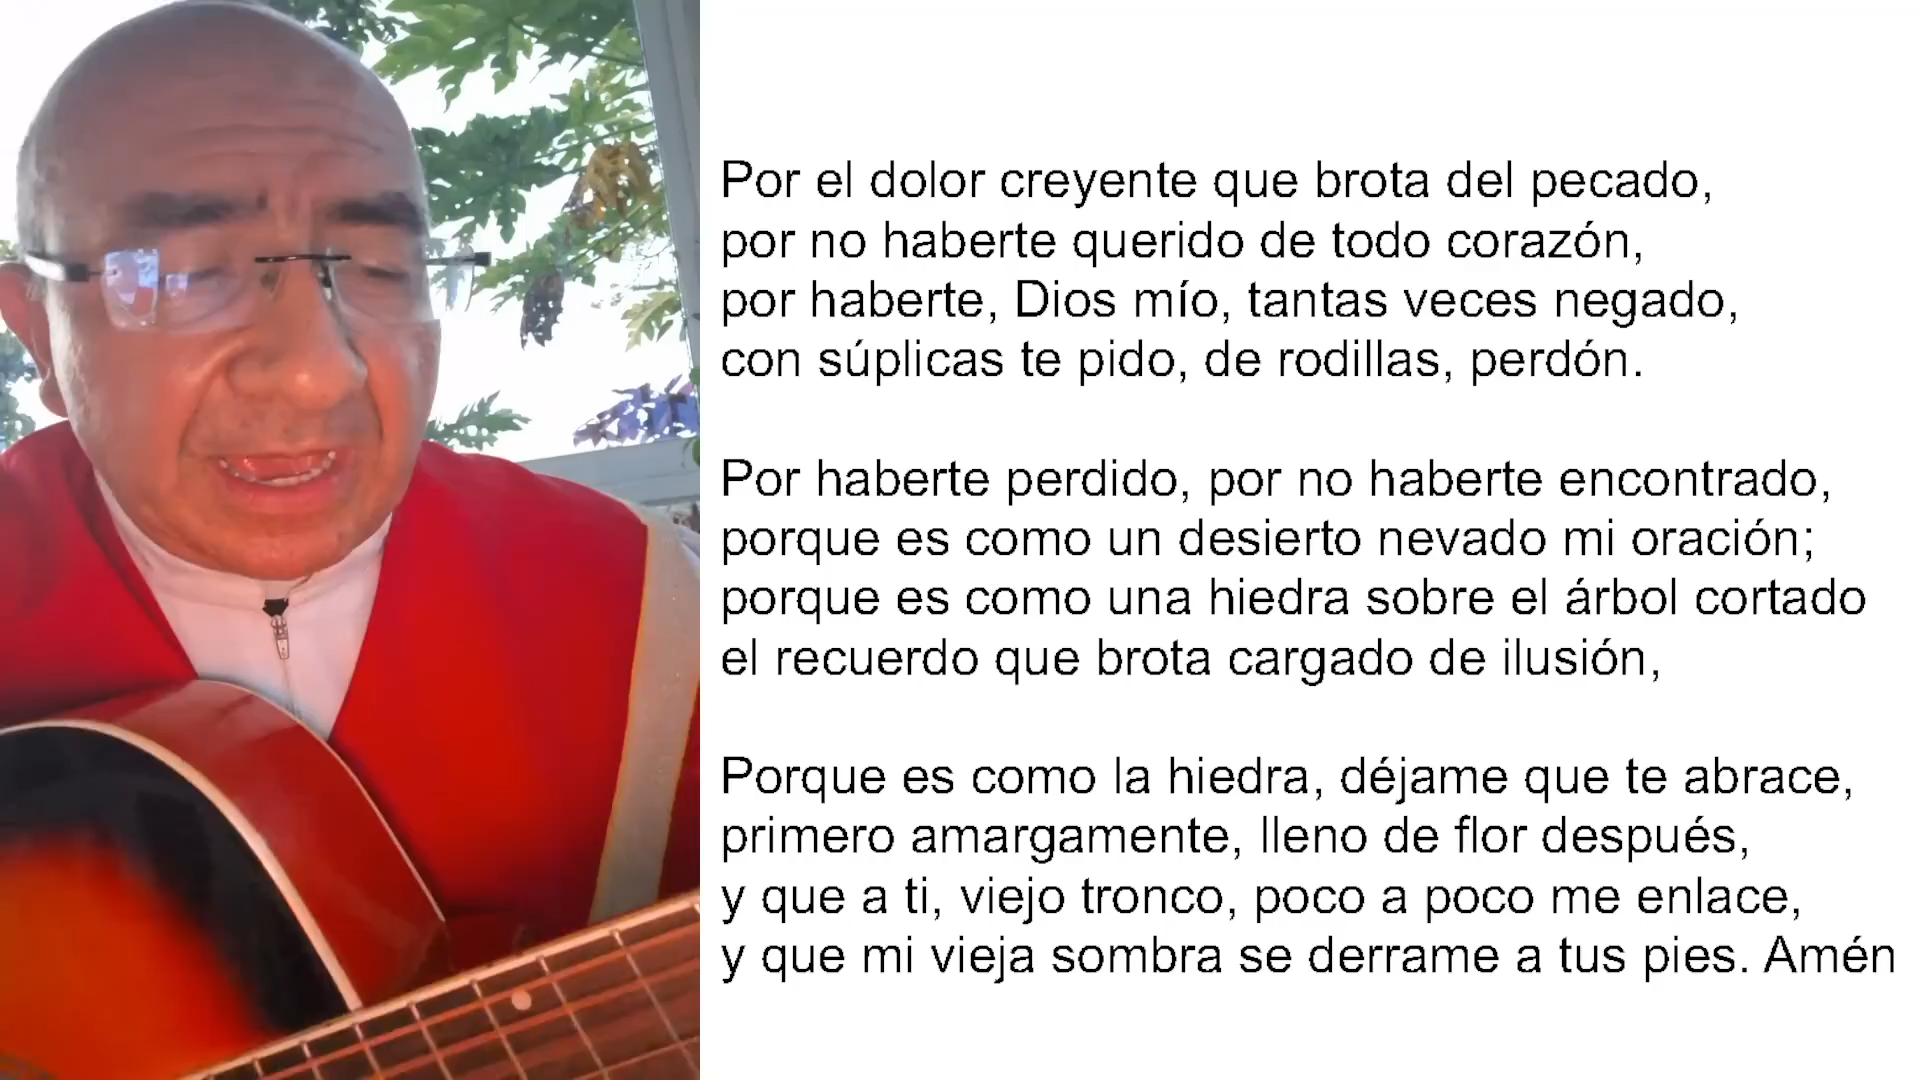 Por el dolor creyente que brota del pecado,
por no haberte querido de todo corazón,
por haberte, Dios mío, tantas veces negado,
con súplicas te pido, de rodillas, perdón.
Por haberte perdido, por no haberte encontrado,
porque es como un desierto nevado mi oración;
porque es como una hiedra sobre el árbol cortado
el recuerdo que brota cargado de ilusión,
Porque es como la hiedra, déjame que te abrace,
primero amargamente, lleno de flor después,
y que a ti, viejo tronco, poco a poco me enlace,
y que mi vieja sombra se derrame a tus pies. Amén